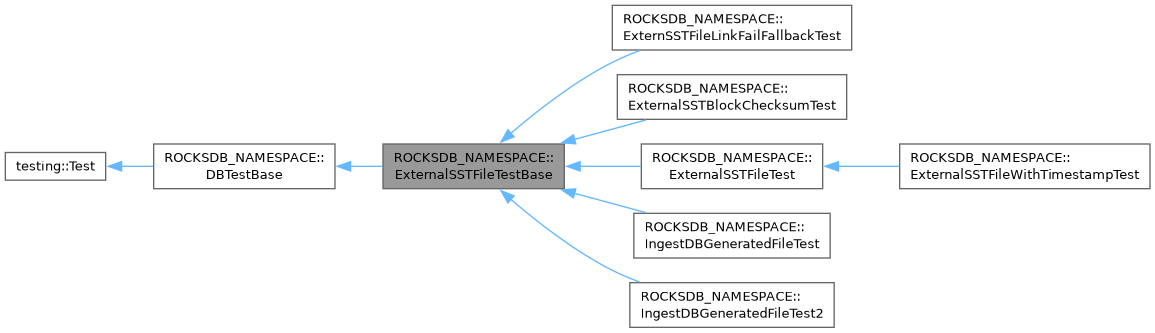 testing::Test
ROCKSDB_NAMESPACE::
DBTestBase
ROCKSDB_NAMESPACE::
ExternalSSTFileTestBase
ROCKSDB_NAMESPACE::
ExternSSTFileLinkFailFallbackTest
ROCKSDB_NAMESPACE::
ExternalSSTBlockChecksumTest
ROCKSDB_NAMESPACE::
ExternalSSTFileTest
ROCKSDB_NAMESPACE::
ExternalSSTFileWithTimestampTest
ROCKSDB_NAMESPACE::
IngestDBGeneratedFileTest
ROCKSDB_NAMESPACE::
IngestDBGeneratedFileTest2